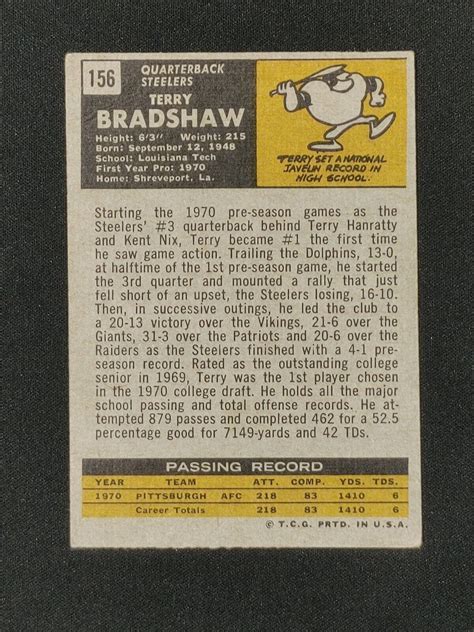 156
QUARTERBACK
STEELERS
TERRY
BRADSHAW
Height: 6'3" Weight: 215
Born: September 12, 1948
School: Louisiana Tech
First Year Pro: 1970
Home: Shreveport, La.
TERRY SET A NATIONAL
JAVELIN RECORD IN
HIGH SCHOOL.
Starting the 1970 pre-season games as the
Steelers' #3 quarterback behind Terry Hanratty
and Kent Nix, Terry became #1 the first time
he saw game action. Trailing the Dolphins, 13-0,
at halftime of the 1st pre-season game, he started
the 3rd quarter and mounted a rally that just
fell short of an upset, the Steelers losing, 16-10.
Then, in successive outings, he led the club to
a 20-13 victory over the Vikings, 21-6 over the
Giants, 31-3 over the Patriots and 20-6 over the
Raiders as the Steelers finished with a 4-1 pre-
season record. Rated as the outstanding college
senior in 1969, Terry was the 1st player chosen
in the 1970 college draft. He holds all the major
school passing and total offense records. He at-
tempted 879 passes and completed 462 for a 52.5
percentage good for 7149-yards and 42 TDs.
PASSING RECORD
YEAR TEAM ATT. COMP. YDS. TDS.
1970 PITTSBURGH AFC 218 83 1410 6
Career Totals 218 83 1410 6
© T.C.G. PRTD. IN U.S.A.